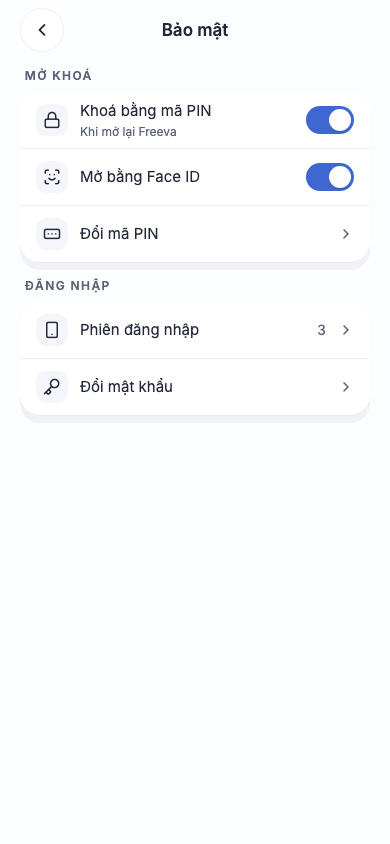 Bảo mật
MỞ KHOÁ
Khoá bằng mã PIN
Khi mở lại Freeva
Mở bằng Face ID
Đổi mã PIN
ĐĂNG NHẬP
Phiên đăng nhập 3
Đổi mật khẩu